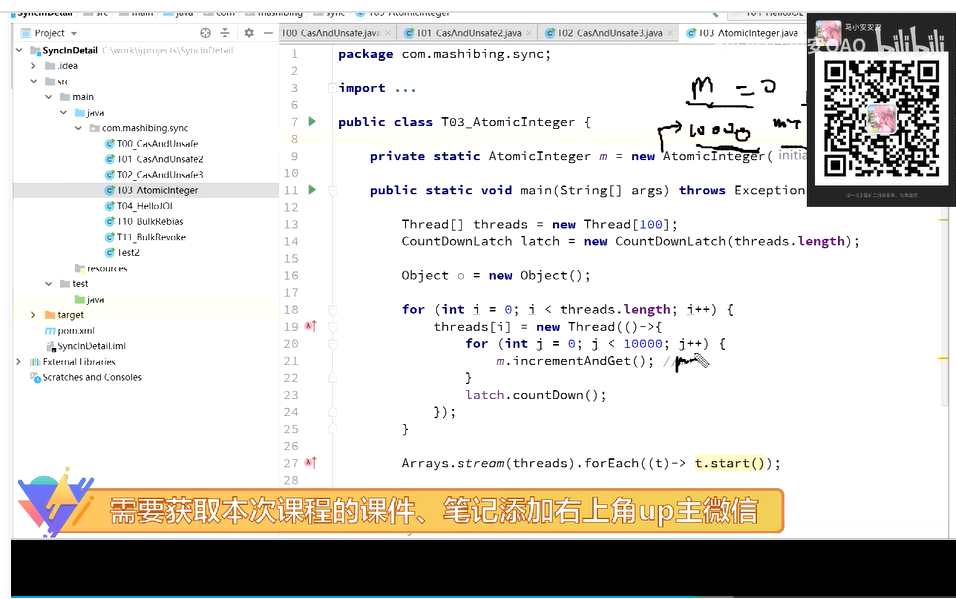 SyncInDetail
src
main
java
com
mashibing
sync
T03_AtomicInteger
Project
T00_CasAndUnsafe.java
T01_CasAndUnsafe2.java
T02_CasAndUnsafe3.java
T03_AtomicInteger.java
马小安安安
bilibili
SyncInDetail C:\work\ijprojects\SyncInDetail
.idea
src
main
java
com.mashibing.sync
T00_CasAndUnsafe
T01_CasAndUnsafe2
T02_CasAndUnsafe3
T03_AtomicInteger
T04_HelloJOL
T10_BulkRebias
T11_BulkRevoke
Test2
resources
test
java
target
pom.xml
SyncInDetail.iml
External Libraries
Scratches and Consoles
1 package com.mashibing.sync;
2
3 import ...
6
7 public class T03_AtomicInteger {
8
9 private static AtomicInteger m = new AtomicInteger(
10
11 public static void main(String[] args) throws Exception
12
13 Thread[] threads = new Thread[100];
14 CountDownLatch latch = new CountDownLatch(threads.length);
15
16 Object o = new Object();
17
18 for (int i = 0; i < threads.length; i++) {
19 threads[i] = new Thread(()->{
20 for (int j = 0; j < 10000; j++) {
21 m.incrementAndGet(); //
22 }
23 latch.countDown();
24 });
25 }
26
27 Arrays.stream(threads).forEach((t)-> t.start());
28
m = 0
需要获取本次课程的课件、笔记添加右上角up主微信